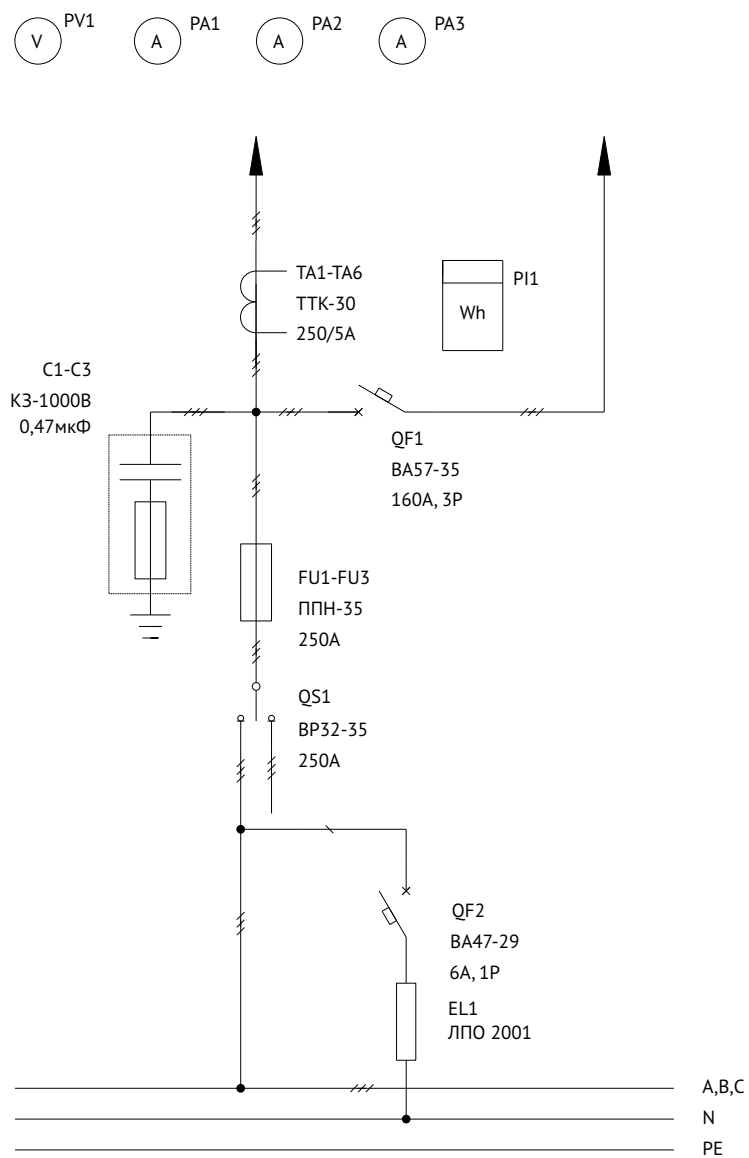 V PV1
A PA1
A PA2
A PA3
TA1-TA6
ТТК-30
250/5А
PI1
Wh
C1-C3
КЗ-1000В
0,47мкФ
QF1
ВА57-35
160А, 3Р
FU1-FU3
ППН-35
250А
QS1
ВР32-35
250А
QF2
ВА47-29
6А, 1Р
EL1
ЛПО 2001
A,B,C
N
PE